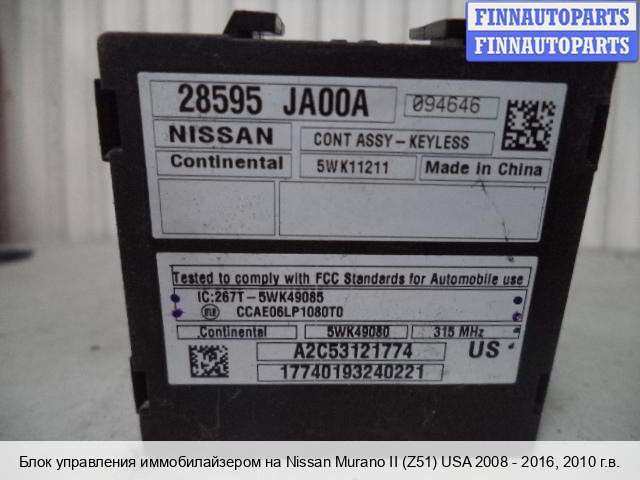 FINNAUTOPARTS
FINNAUTOPARTS
28595 JA00A 094646
NISSAN CONT ASSY-KEYLESS
Continental 5WK11211 Made in China
Tested to comply with FCC Standards for Automobile use
IC:267T-5WK49085
CCAE06LP1080T0
Continental 5WK49080 315 MHz
A2C53121774 US
17740193240221
Блок управления иммобилайзером на Nissan Murano II (Z51) USA 2008 - 2016, 2010 г.в.